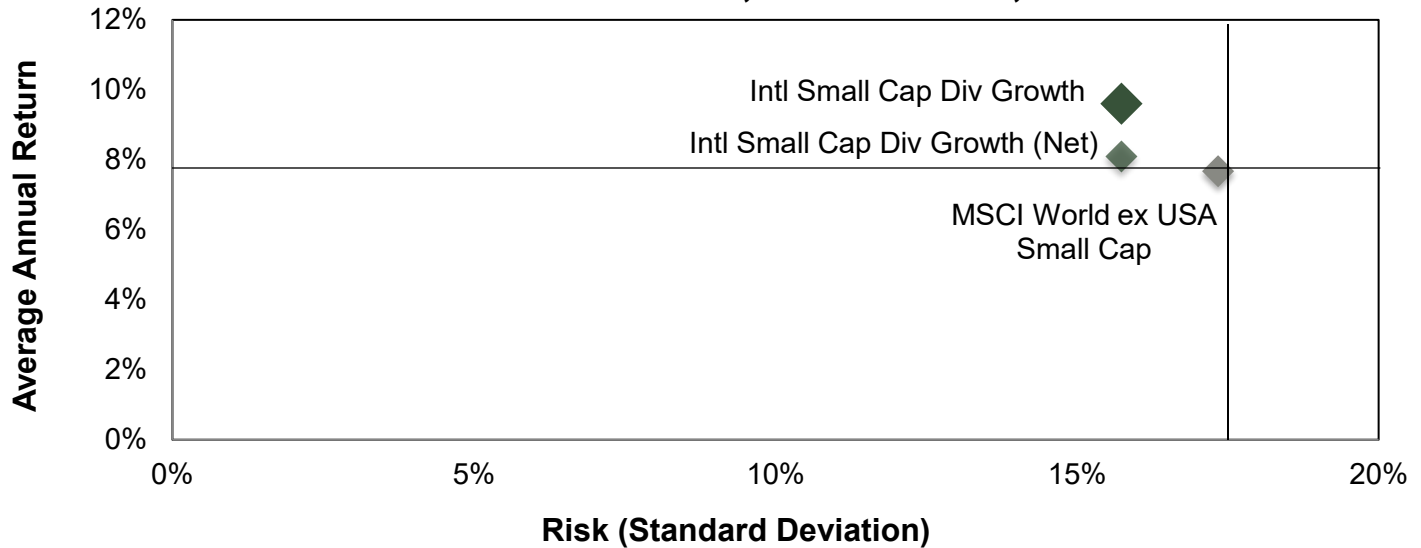 12%
10%
8%
6%
4%
2%
0%
Average Annual Return
Intl Small Cap Div Growth
Intl Small Cap Div Growth (Net)
MSCI World ex USA
Small Cap
0% 5% 10% 15% 20%
Risk (Standard Deviation)